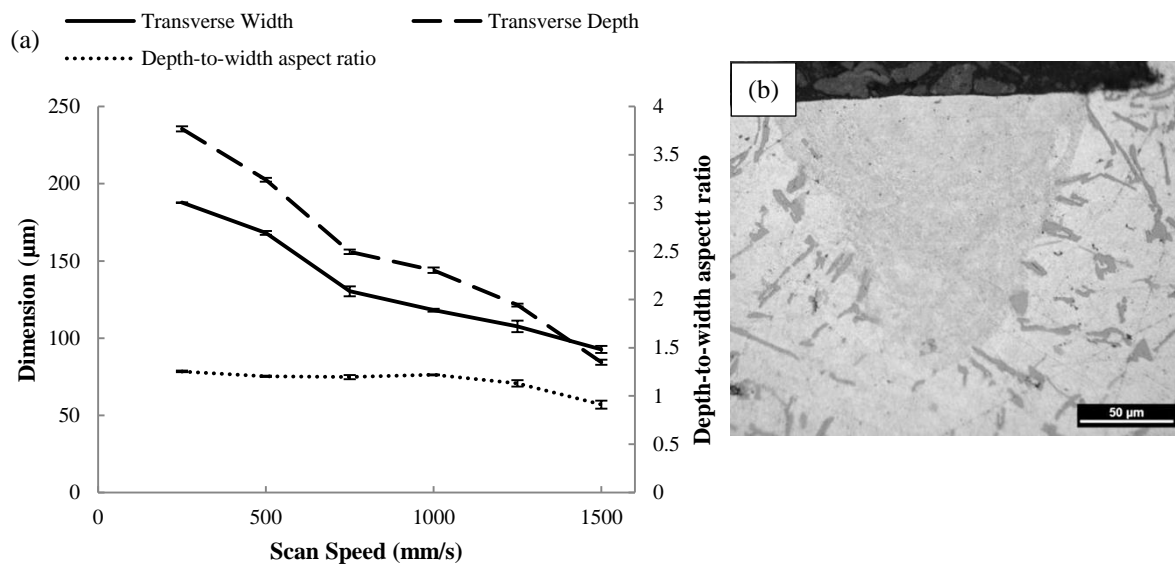 Transverse Width
Transverse Depth
(a)
Depth-to-width aspect ratio
250
200
150
100
50
0
Dimension (µm)
4
3.5
3
2.5
2
1.5
1
0.5
0
Depth-to-width aspectt ratio
0
500
1000
1500
Scan Speed (mm/s)
(b)
50 µm